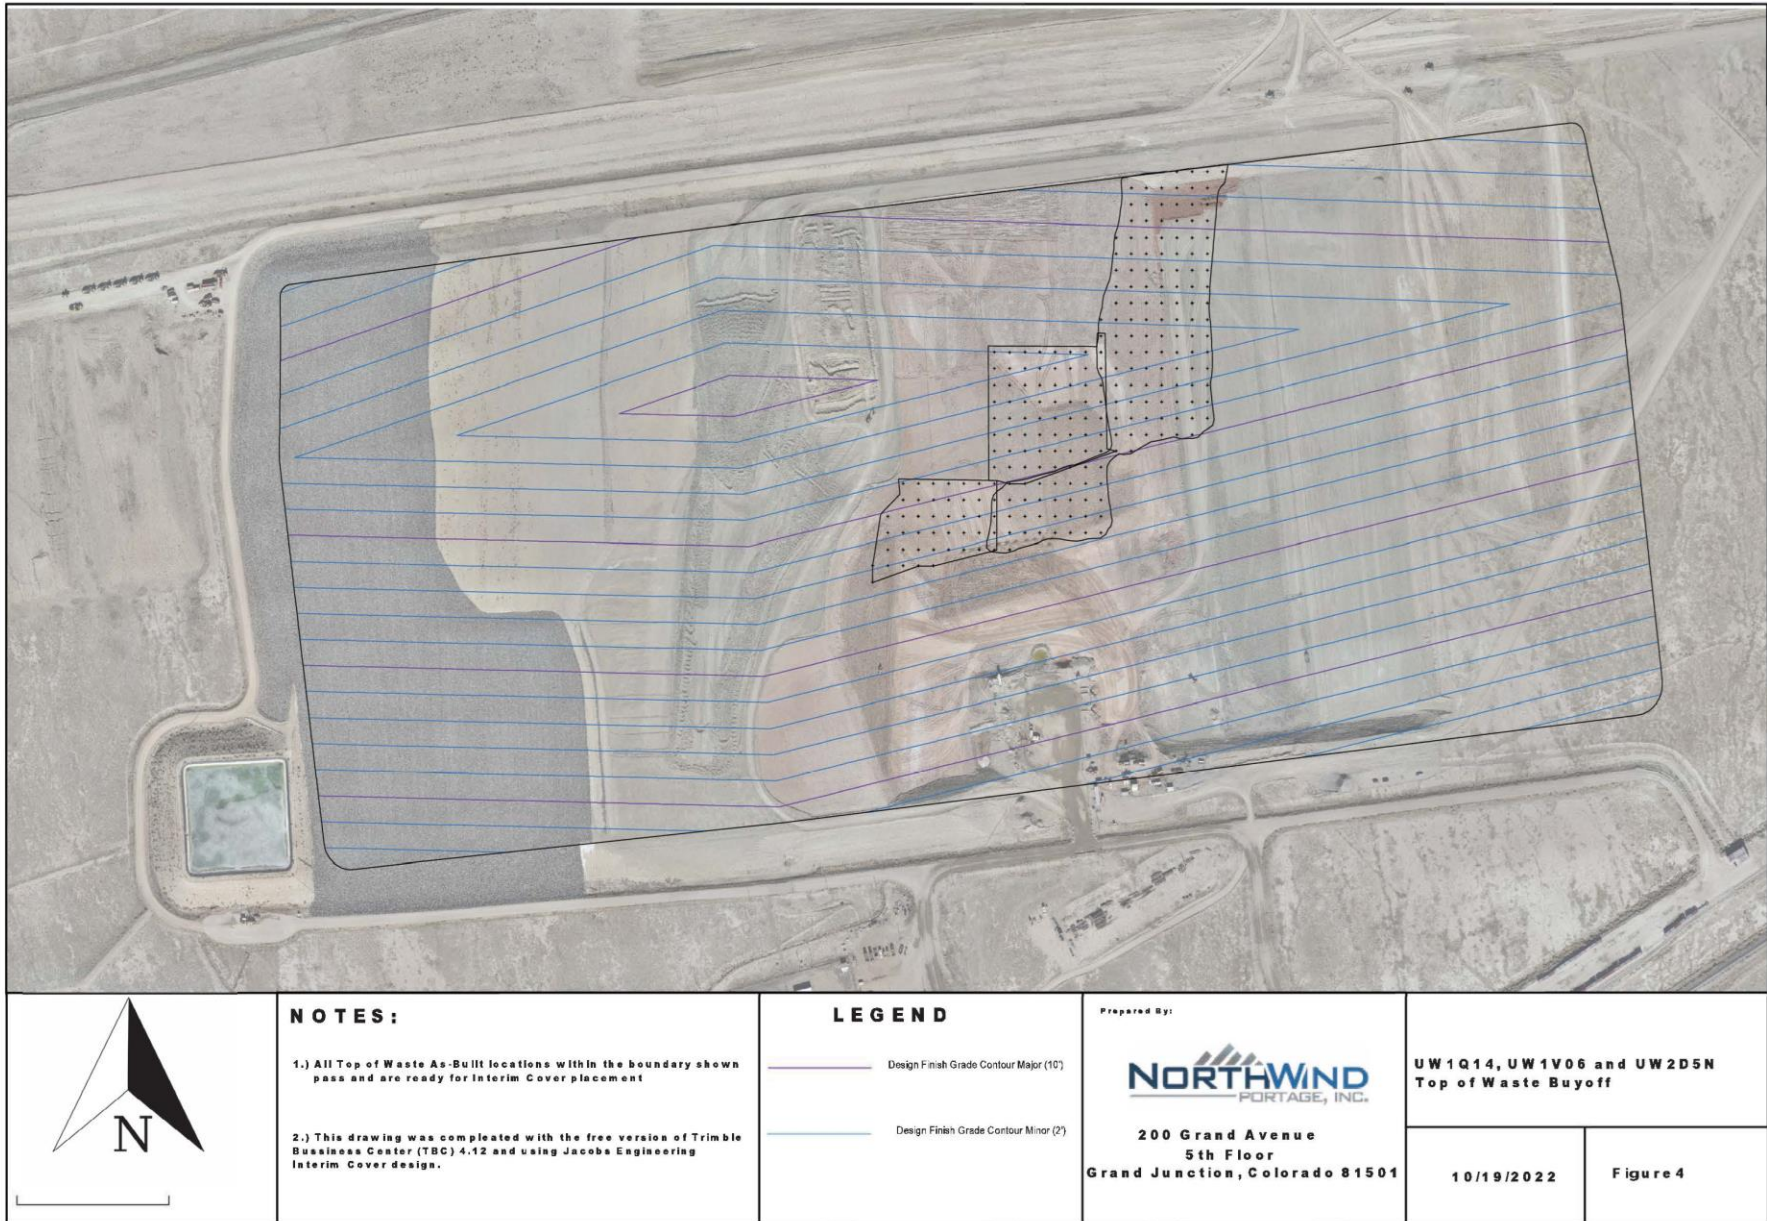 N
NOTES:
1.) All Top of Waste As-Built locations within the boundary shown
pass and are ready for Interim Cover placement
2.) This drawing was compleated with the free version of Trimble
Bussiness Center (TBC) 4.12 and using Jacobs Engineering
Interim Cover design.
LEGEND
Design Finish Grade Contour Major (10')
Design Finish Grade Contour Minor (2')
Prepared By:
NORTHWIND
PORTAGE, INC.
200 Grand Avenue
5th Floor
Grand Junction, Colorado 81501
UW1Q14, UW1V06 and UW2D5N
Top of Waste Buyoff
10/19/2022
Figure 4